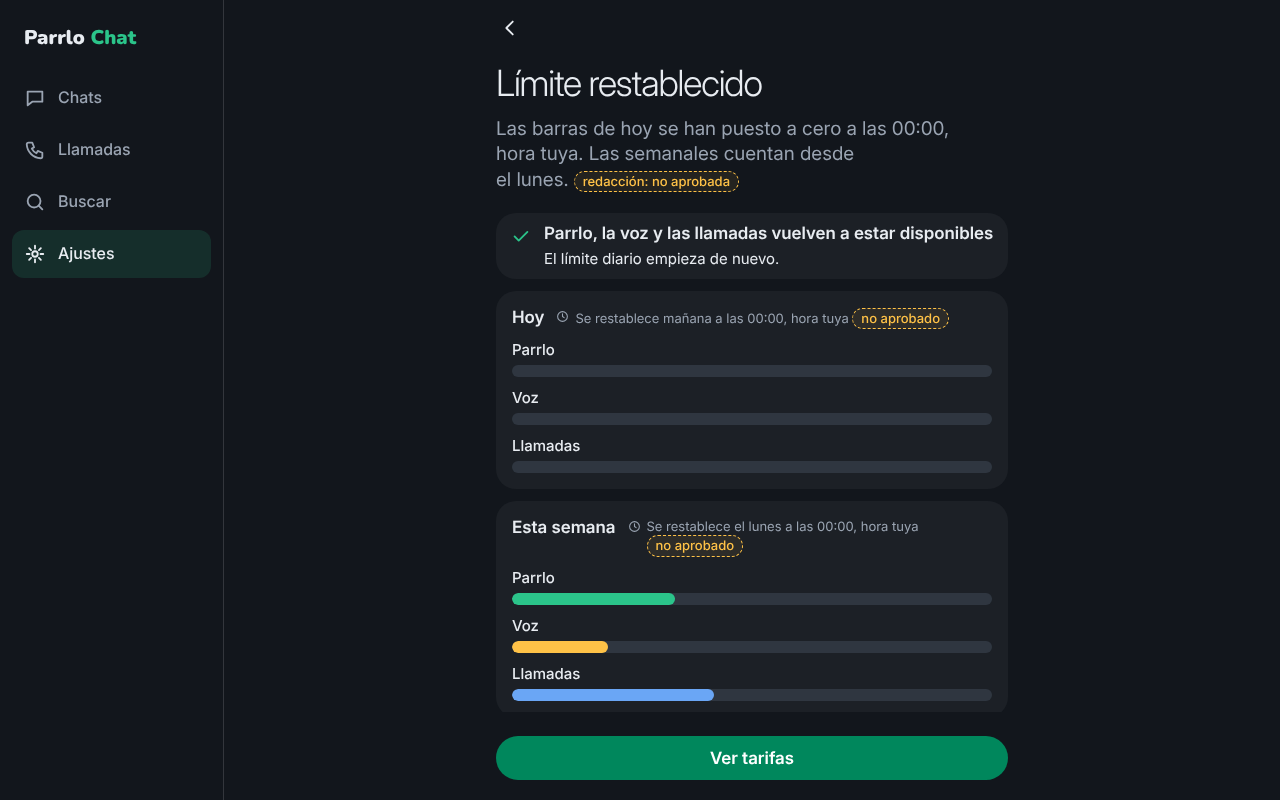 Parrlo Chat
Chats
Llamadas
Buscar
Ajustes
Límite restablecido
Las barras de hoy se han puesto a cero a las 00:00,
hora tuya. Las semanales cuentan desde
el lunes. redacción: no aprobada
Parrlo, la voz y las llamadas vuelven a estar disponibles
El límite diario empieza de nuevo.
Hoy Se restablece mañana a las 00:00, hora tuya no aprobado
Parrlo
Voz
Llamadas
Esta semana Se restablece el lunes a las 00:00, hora tuya
no aprobado
Parrlo
Voz
Llamadas
Ver tarifas